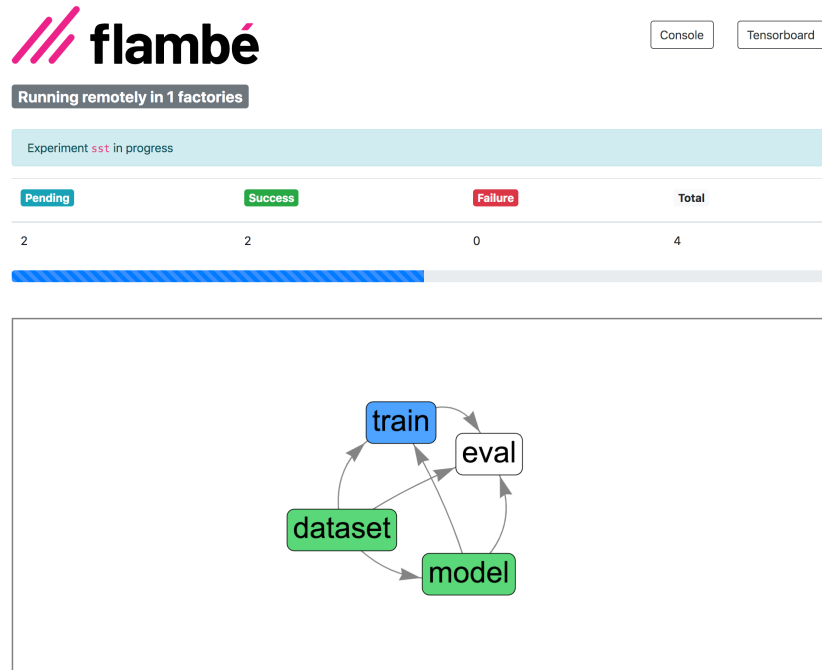 flambé
Console Tensorboard
Running remotely in 1 factories
Experiment sst in progress
Pending Success Failure Total
2 2 0 4
train
eval
dataset
model